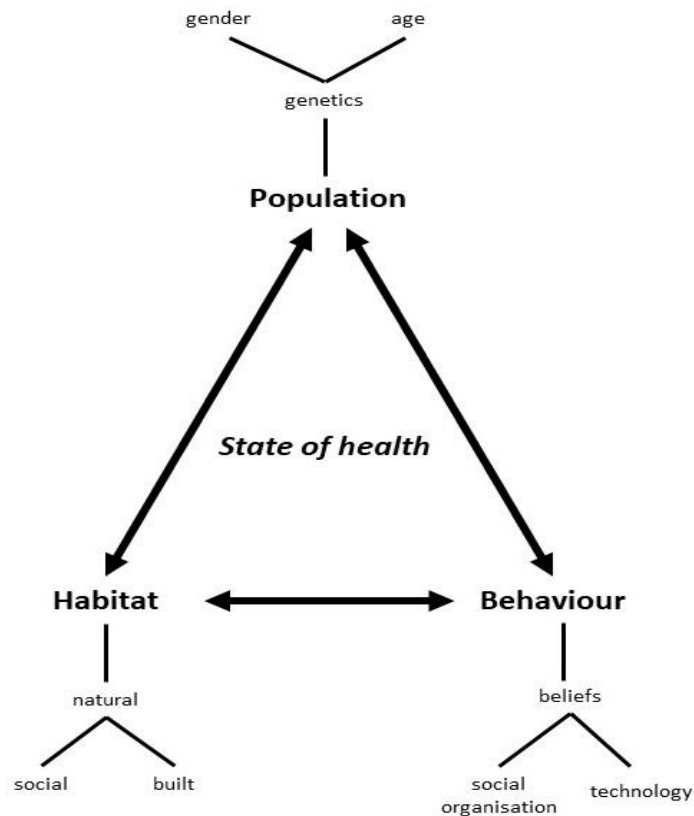 gender age
genetics
Population
State of health
Habitat Behaviour
natural beliefs
social built social organisation technology